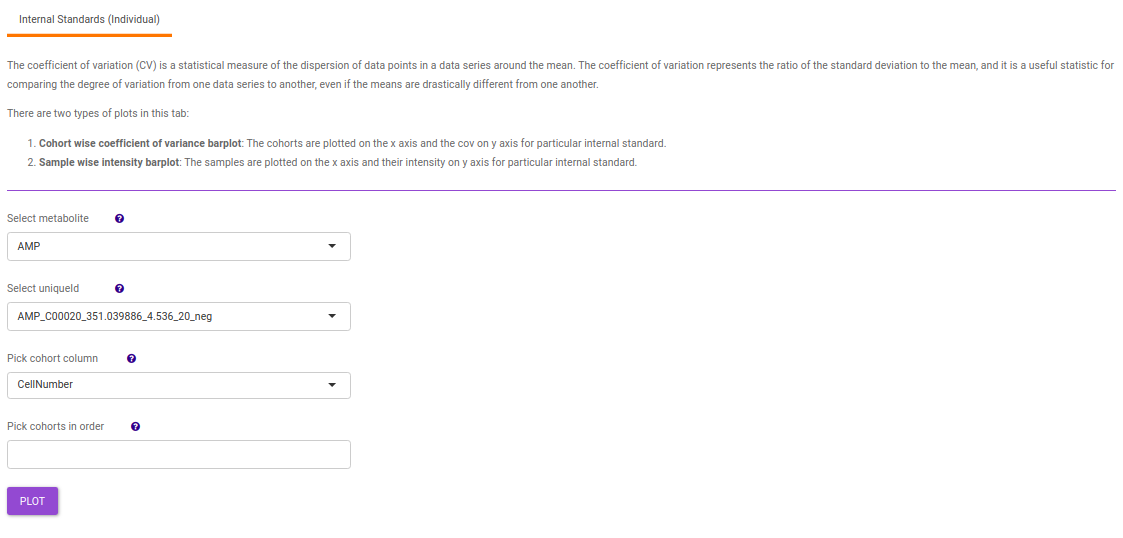 Internal Standards (Individual)
The coefficient of variation (CV) is a statistical measure of the dispersion of data points in a data series around the mean. The coefficient of variation represents the ratio of the standard deviation to the mean, and it is a useful statistic for
comparing the degree of variation from one data series to another, even if the means are drastically different from one another.
There are two types of plots in this tab:
1. Cohort wise coefficient of variance barplot: The cohorts are plotted on the x axis and the cov on y axis for particular internal standard.
2. Sample wise intensity barplot: The samples are plotted on the x axis and their intensity on y axis for particular internal standard.
Select metabolite ?
AMP
Select uniqueId ?
AMP_C00020_351.039886_4.536_20_neg
Pick cohort column ?
CellNumber
Pick cohorts in order ?
PLOT